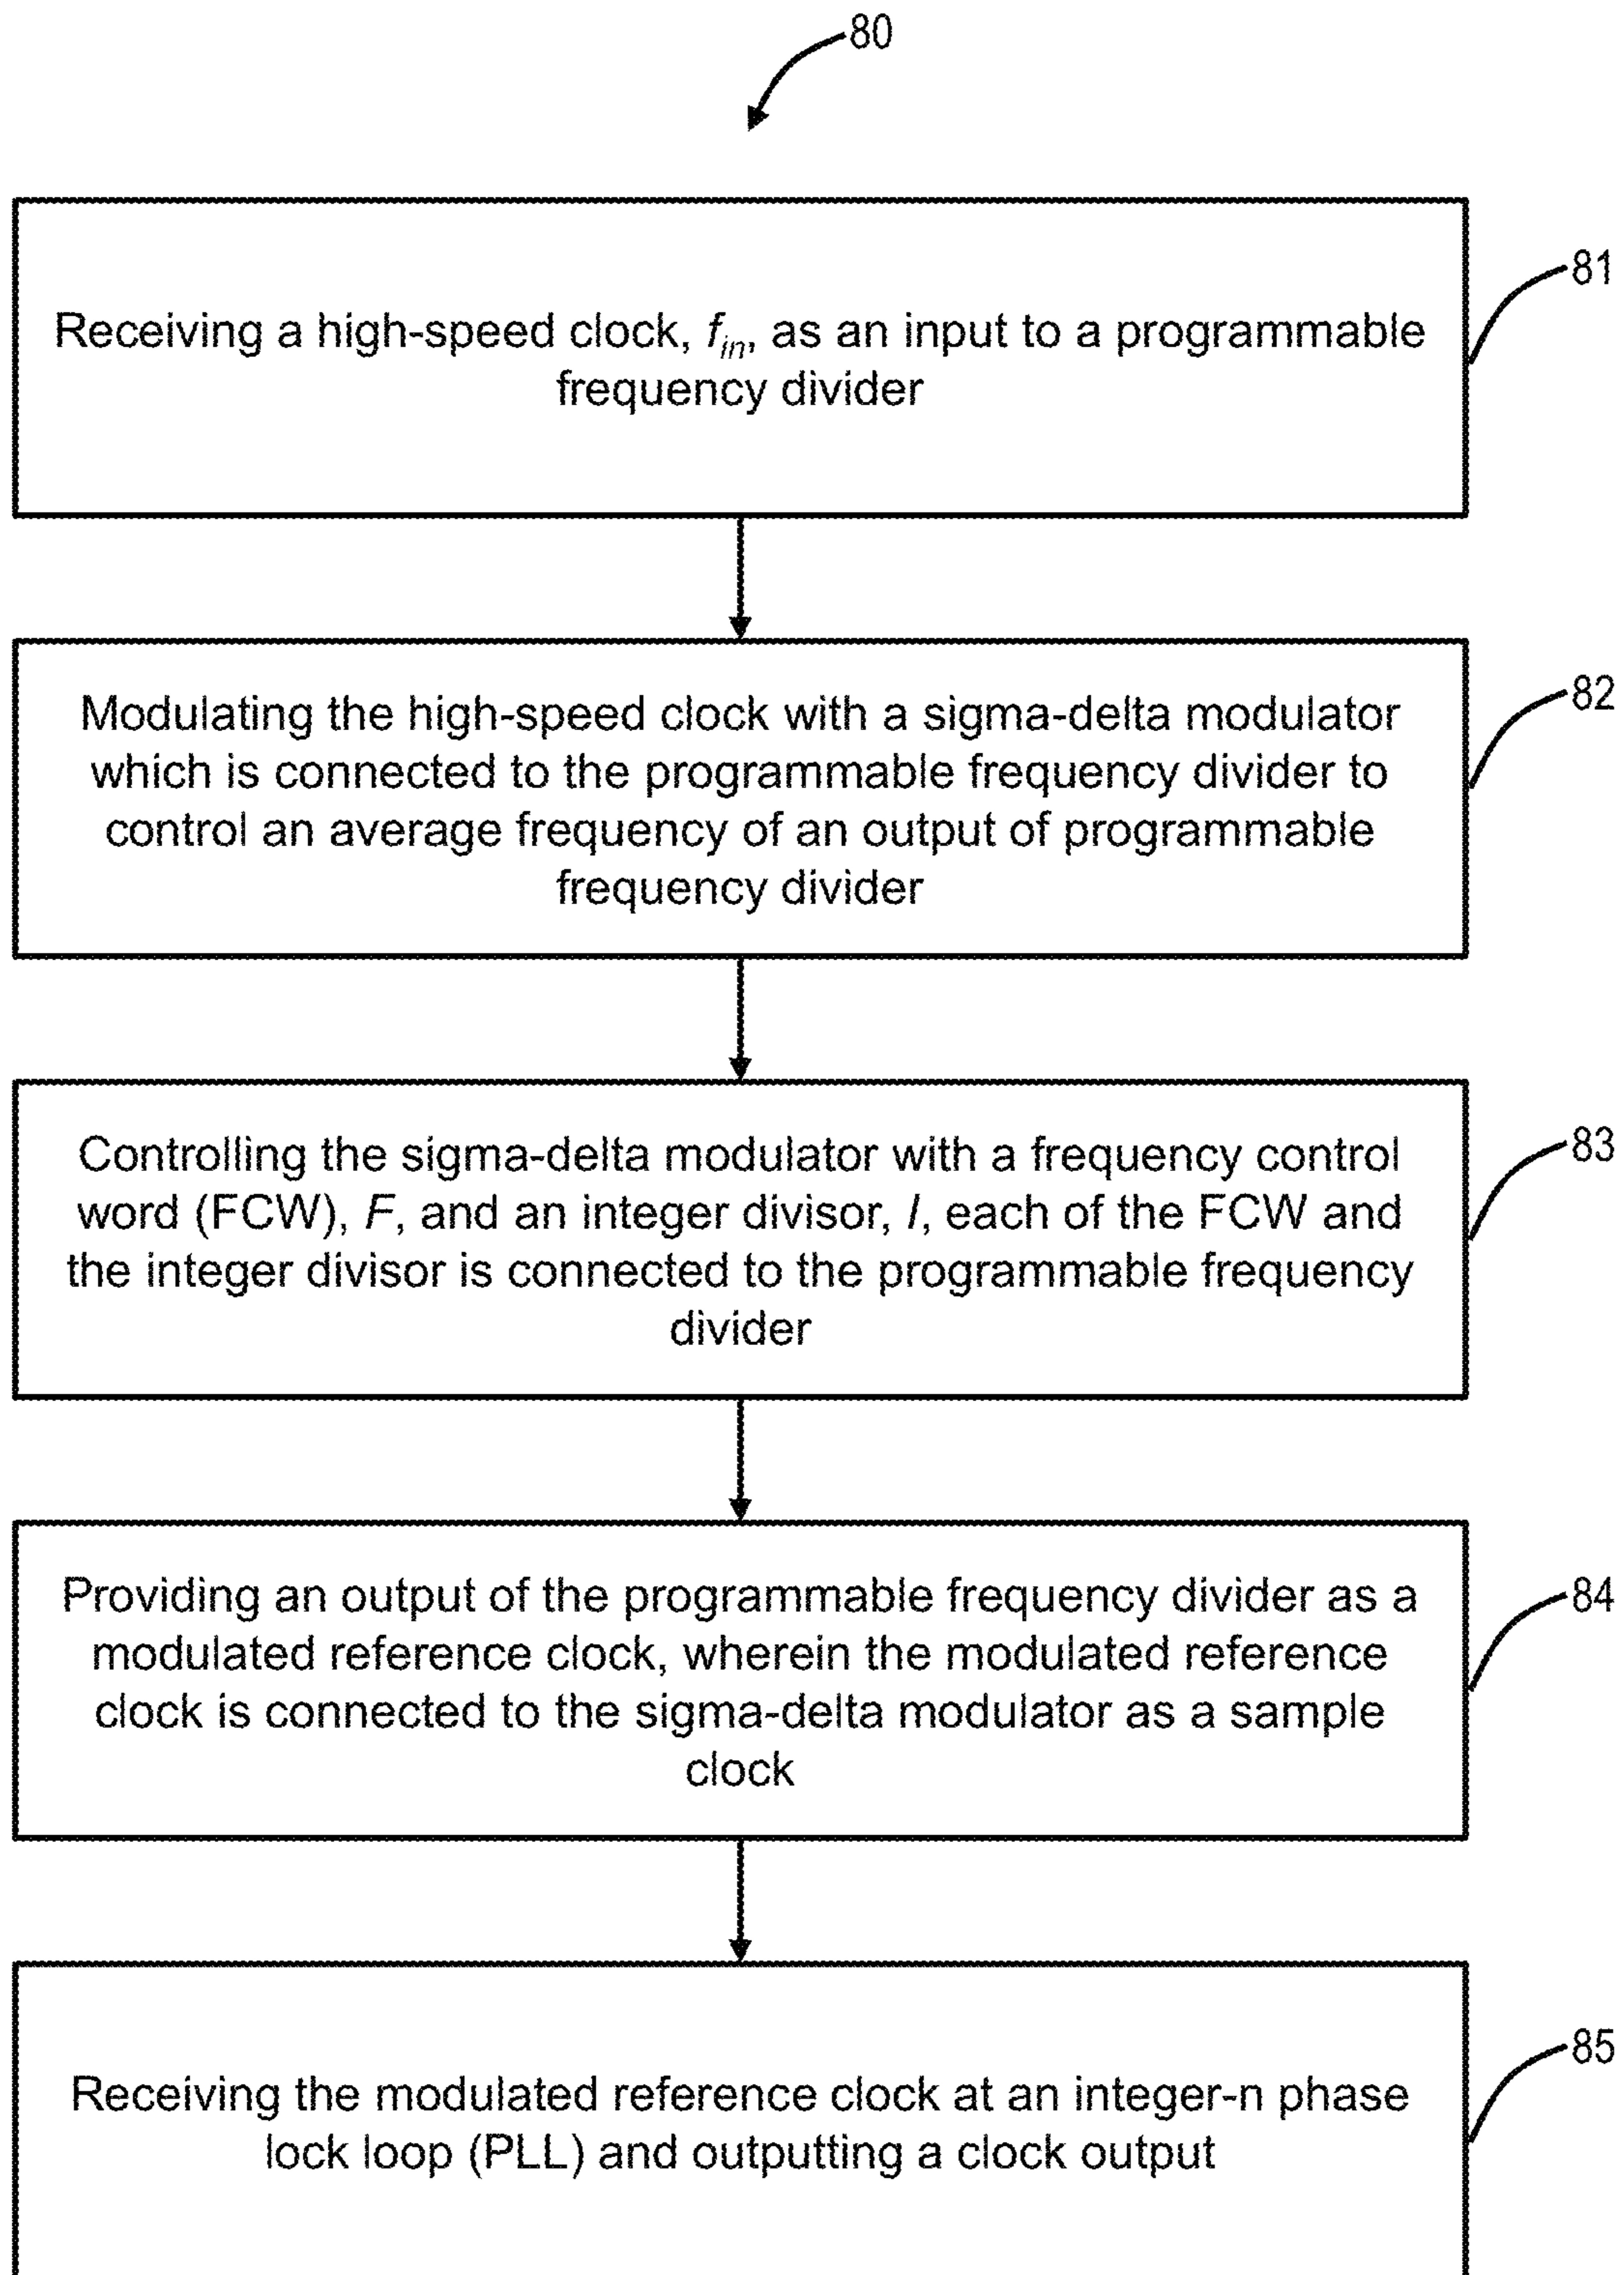 80
Receiving a high-speed clock, fin, as an input to a programmable
frequency divider
81
Modulating the high-speed clock with a sigma-delta modulator
which is connected to the programmable frequency divider to
control an average frequency of an output of programmable
frequency divider
82
Controlling the sigma-delta modulator with a frequency control
word (FCW), F, and an integer divisor, I, each of the FCW and
the integer divisor is connected to the programmable frequency
divider
83
Providing an output of the programmable frequency divider as a
modulated reference clock, wherein the modulated reference
clock is connected to the sigma-delta modulator as a sample
clock
84
Receiving the modulated reference clock at an integer-n phase
lock loop (PLL) and outputting a clock output
85